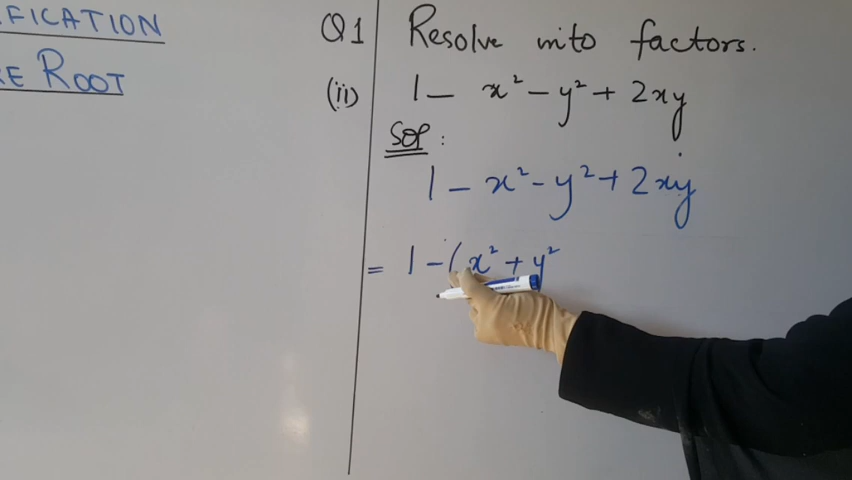 FICATION
RE ROOT
Q1 Resolve into factors.
(ii) 1 - x² - y² + 2xy
Sol:
1 - x² - y² + 2xy
= 1 - (x² + y²